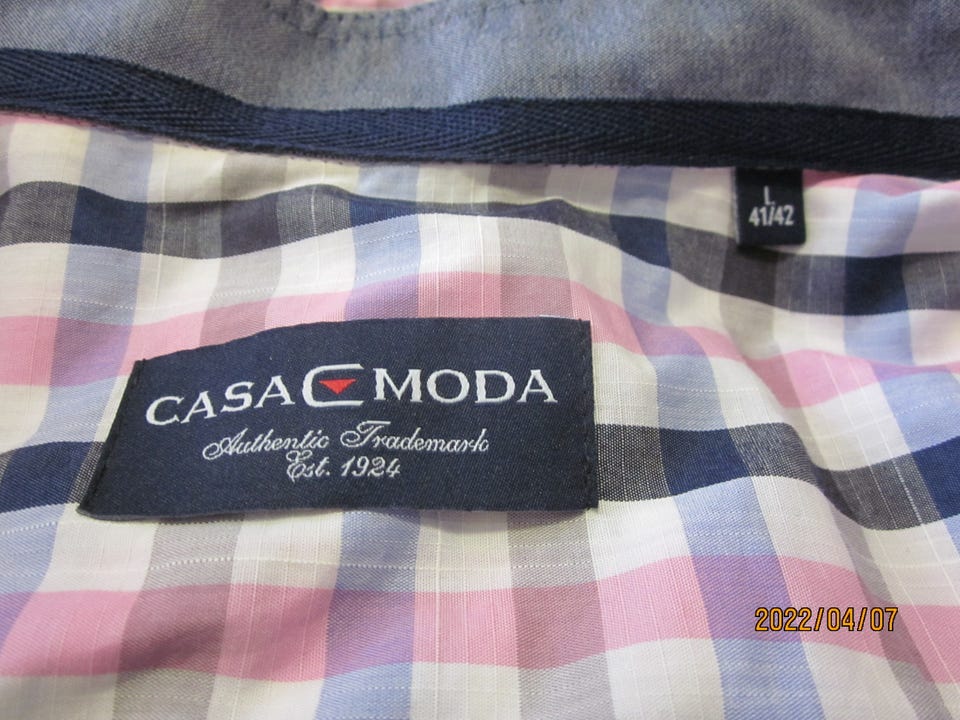 L
41/42
CASA MODA
Authentic Trademark
Est. 1924
2022/04/07